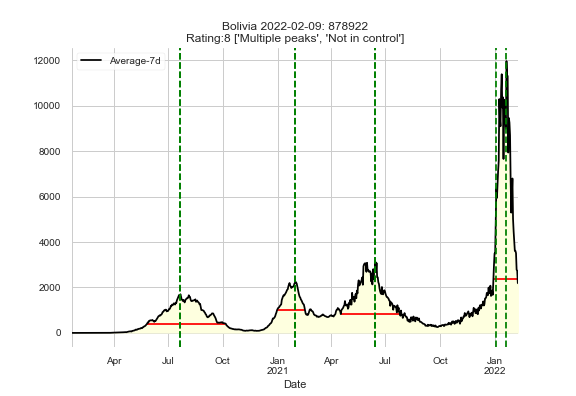 Bolivia 2022-02-09: 878922
Rating:8 ['Multiple peaks', 'Not in control']
Average-7d
12000
10000
8000
6000
4000
2000
0
Apr Jul Oct Jan Apr Jul Oct Jan
2021 2022
Date